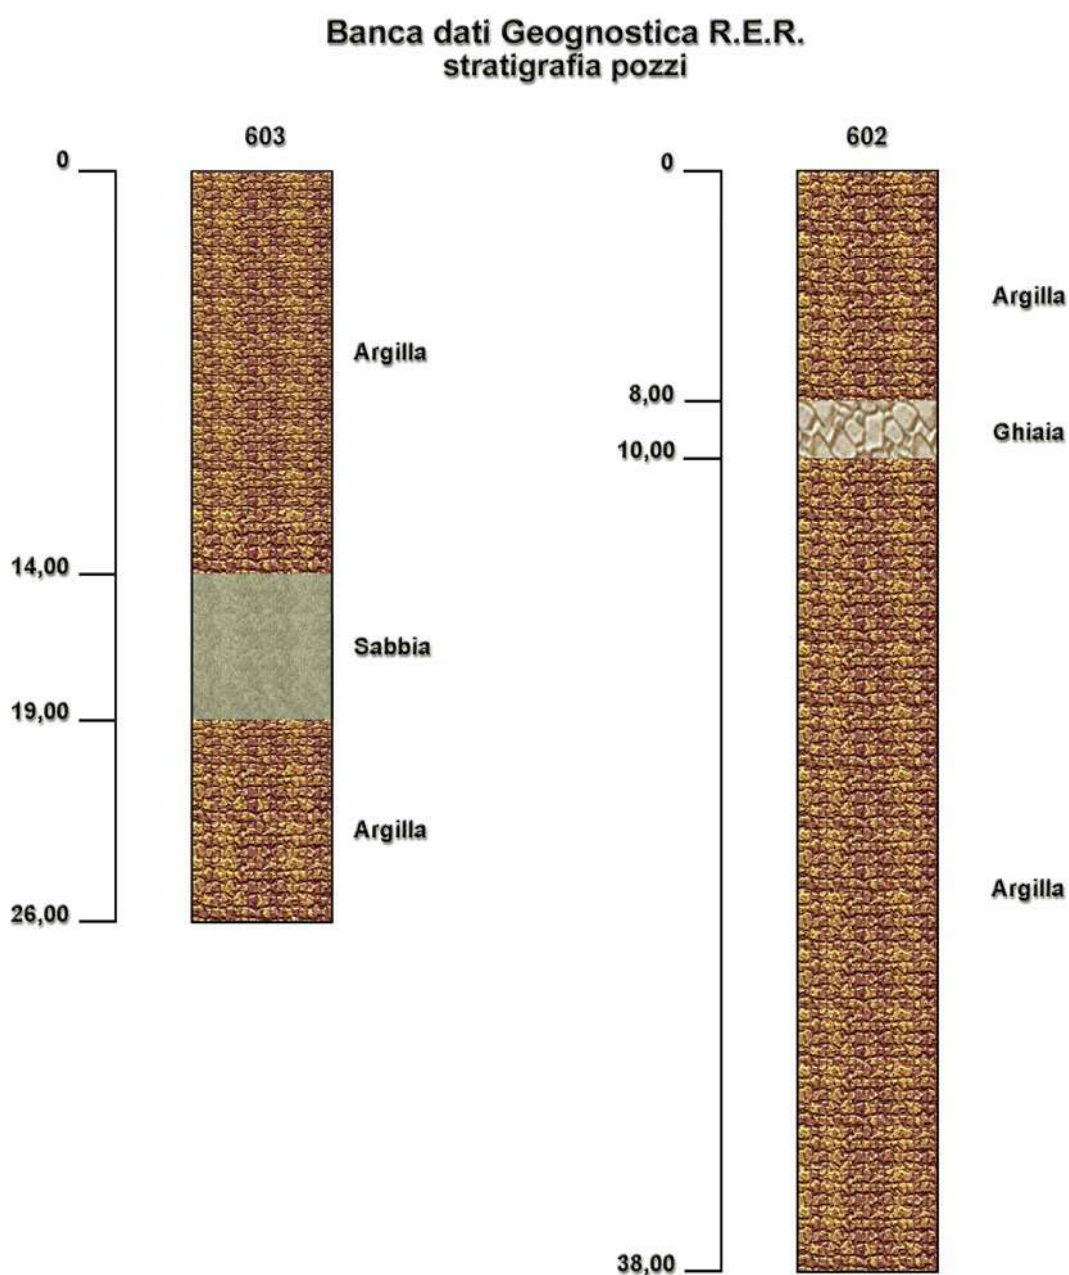 Banca dati Geognostica R.E.R.
stratigrafia pozzi
603
0
Argilla
14,00
Sabbia
19,00
Argilla
26,00
602
0
Argilla
8,00
Ghiaia
10,00
Argilla
38,00